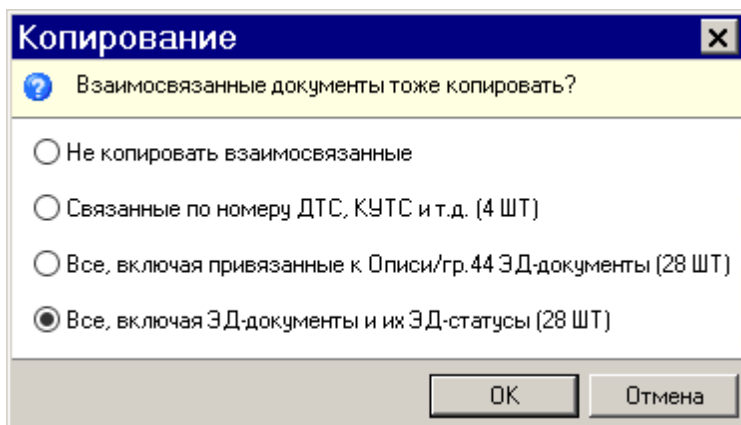 Копирование
Взаимосвязанные документы тоже копировать?
Не копировать взаимосвязанные
Связанные по номеру ДТС, КУТС и т.д. (4 ШТ)
Все, включая привязанные к Описи/гр.44 ЭД-документы (28 ШТ)
Все, включая ЭД-документы и их ЭД-статусы (28 ШТ)
OK Отмена